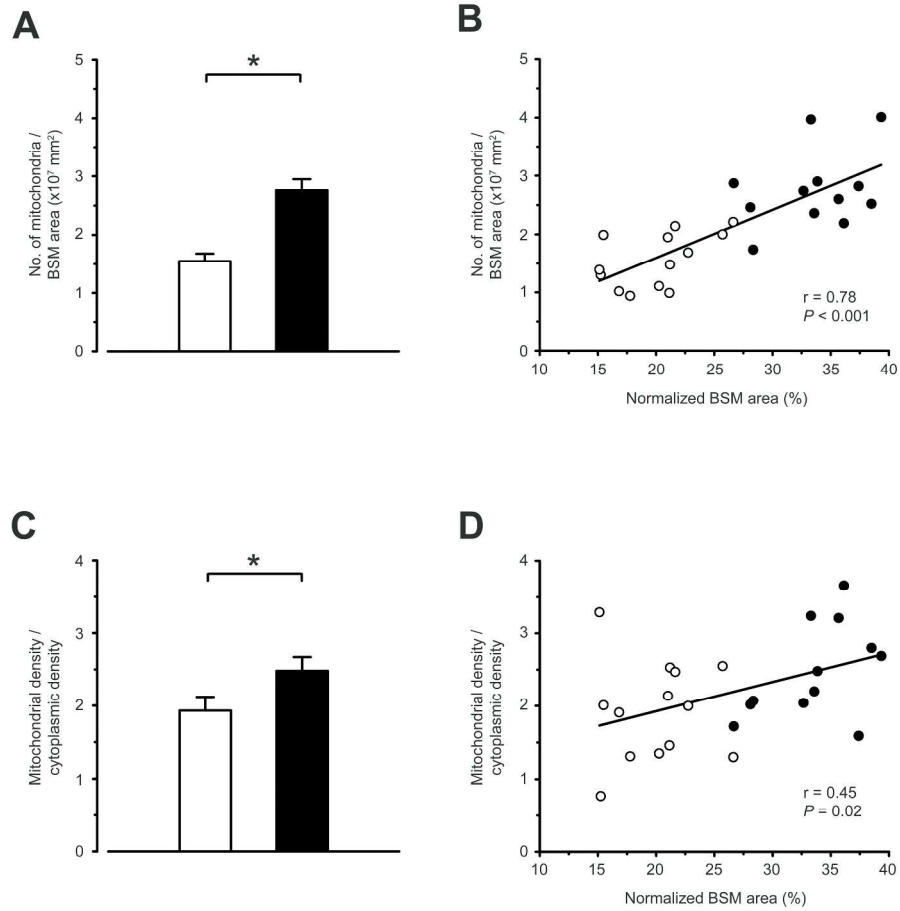 A
5
4
3
2
1
0
No. of mitochondria /
BSM area (x10⁷ mm²)
*
B
5
4
3
2
1
0
No. of mitochondria /
BSM area (x10⁷ mm²)
r = 0.78
P < 0.001
10 15 20 25 30 35 40
Normalized BSM area (%)
C
4
3
2
1
0
Mitochondrial density /
cytoplasmic density
*
D
4
3
2
1
0
Mitochondrial density /
cytoplasmic density
r = 0.45
P = 0.02
10 15 20 25 30 35 40
Normalized BSM area (%)